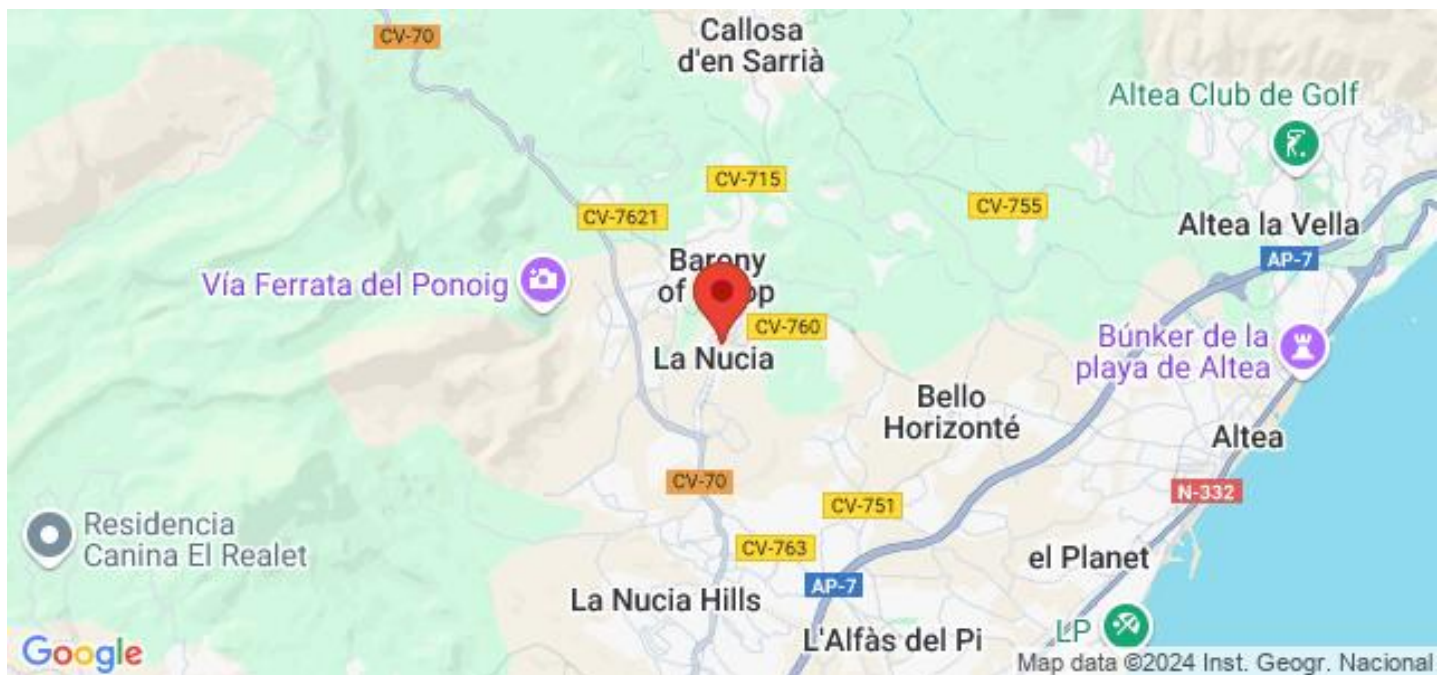 CV-70
Callosa
d'en Sarrià
Altea Club de Golf
CV-715
CV-755
CV-7621
Altea la Vella
AP-7
Barony
of
op
Vía Ferrata del Ponoig
CV-760
La Nucia
Búnker de la
playa de Altea
Bello
Horizonté
Altea
CV-70
N-332
CV-751
Residencia
Canina El Realet
CV-763
el Planet
AP-7
La Nucia Hills
L'Alfàs del Pi
LP
Google
Map data ©2024 Inst. Geogr. Nacional